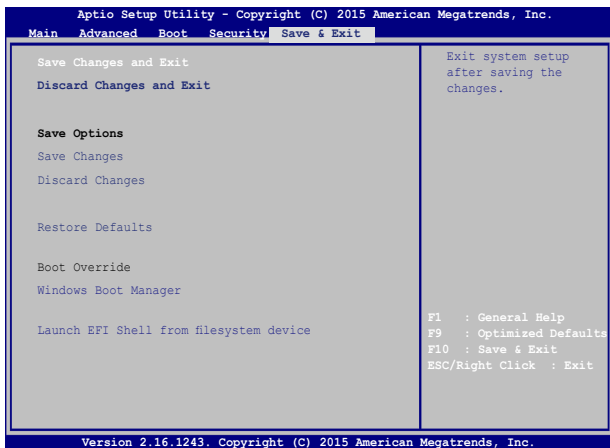 Aptio Setup Utility - Copyright (C) 2015 American Megatrends, Inc.
Main Advanced Boot Security Save & Exit
Save Changes and Exit
Discard Changes and Exit
Save Options
Save Changes
Discard Changes
Restore Defaults
Boot Override
Windows Boot Manager
Launch EFI Shell from filesystem device
Exit system setup
after saving the
changes.
F1 : General Help
F9 : Optimized Defaults
F10 : Save & Exit
ESC/Right Click : Exit
Version 2.16.1243. Copyright (C) 2015 American Megatrends, Inc.